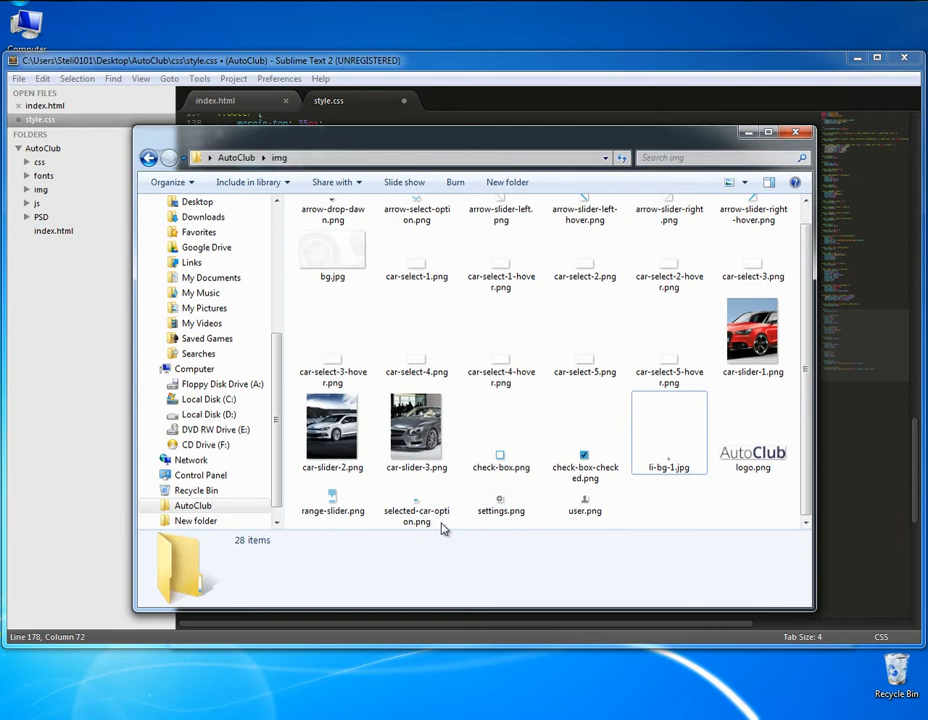 Computer
C:\Users\Steli0101\Desktop\AutoClub\css\style.css • (AutoClub) - Sublime Text 2 (UNREGISTERED)
File Edit Selection Find View Goto Tools Project Preferences Help
OPEN FILES
index.html
style.css
FOLDERS
AutoClub
css
fonts
img
js
PSD
index.html
index.html
style.css
138 margin-top: 35px;
AutoClub img
Search img
Organize Include in library Share with Slide show Burn New folder
Desktop
Downloads
Favorites
Google Drive
Links
My Documents
My Music
My Pictures
My Videos
Saved Games
Searches
Computer
Floppy Disk Drive (A:)
Local Disk (C:)
Local Disk (D:)
DVD RW Drive (E:)
CD Drive (F:)
Network
Control Panel
Recycle Bin
AutoClub
New folder
arrow-drop-daw
n.png
arrow-select-opti
on.png
arrow-slider-left.
png
arrow-slider-left-
hover.png
arrow-slider-right
.png
arrow-slider-right
-hover.png
bg.jpg
car-select-1.png
car-select-1-hove
r.png
car-select-2.png
car-select-2-hove
r.png
car-select-3.png
car-select-3-hove
r.png
car-select-4.png
car-select-4-hove
r.png
car-select-5.png
car-select-5-hove
r.png
car-slider-1.png
car-slider-2.png
car-slider-3.png
check-box.png
check-box-check
ed.png
li-bg-1.jpg
AutoClub
logo.png
range-slider.png
selected-car-opti
on.png
settings.png
user.png
28 items
Line 178, Column 72
Tab Size: 4
CSS
Recycle Bin